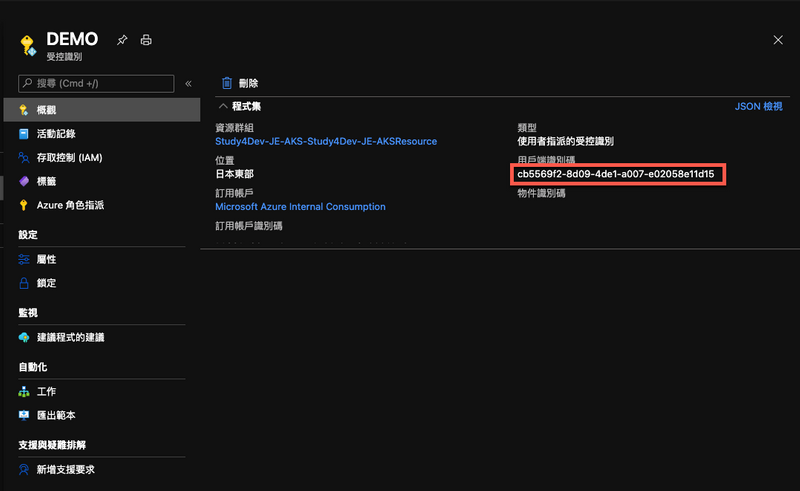 DEMO
受控識別
搜尋 (Cmd +/)
«
概觀
活動記錄
存取控制 (IAM)
標籤
Azure 角色指派
設定
屬性
鎖定
監視
建議程式的建議
自動化
工作
匯出範本
支援與疑難排解
新增支援要求
刪除
程式集
JSON 檢視
資源群組
Study4Dev-JE-AKS-Study4Dev-JE-AKSResource
位置
日本東部
訂用帳戶
Microsoft Azure Internal Consumption
訂用帳戶識別碼
類型
使用者指派的受控識別
用戶端識別碼
cb5569f2-8d09-4de1-a007-e02058e11d15
物件識別碼